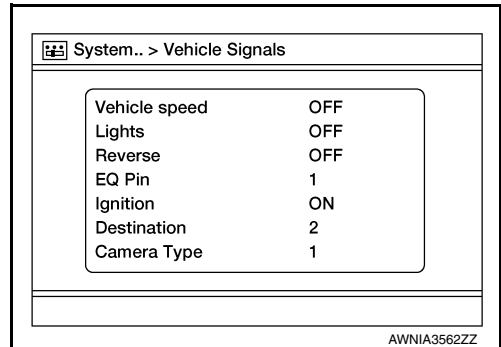 System.. > Vehicle Signals
Vehicle speed OFF
Lights OFF
Reverse OFF
EQ Pin 1
Ignition ON
Destination 2
Camera Type 1
AWNIA3562ZZ